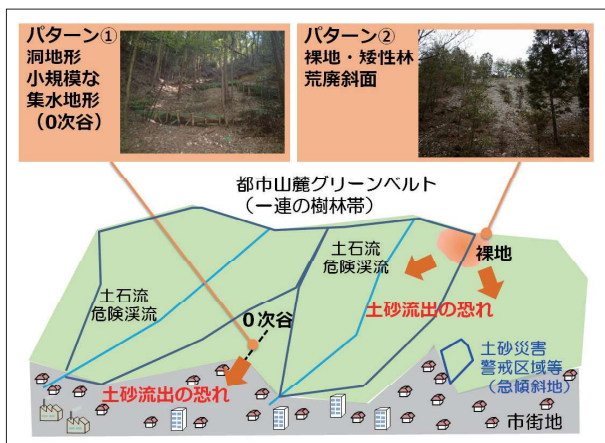 パターン①
洞地形
小規模な
集水地形
（0次谷）
パターン②
裸地・矮性林
荒廃斜面
都市山麓グリーンベルト
（一連の樹林帯）
土石流
危険渓流
土石流
危険渓流
裸地
土砂流出の恐れ
０次谷
土砂災害
警戒区域等
（急傾斜地）
土砂流出の恐れ
市街地